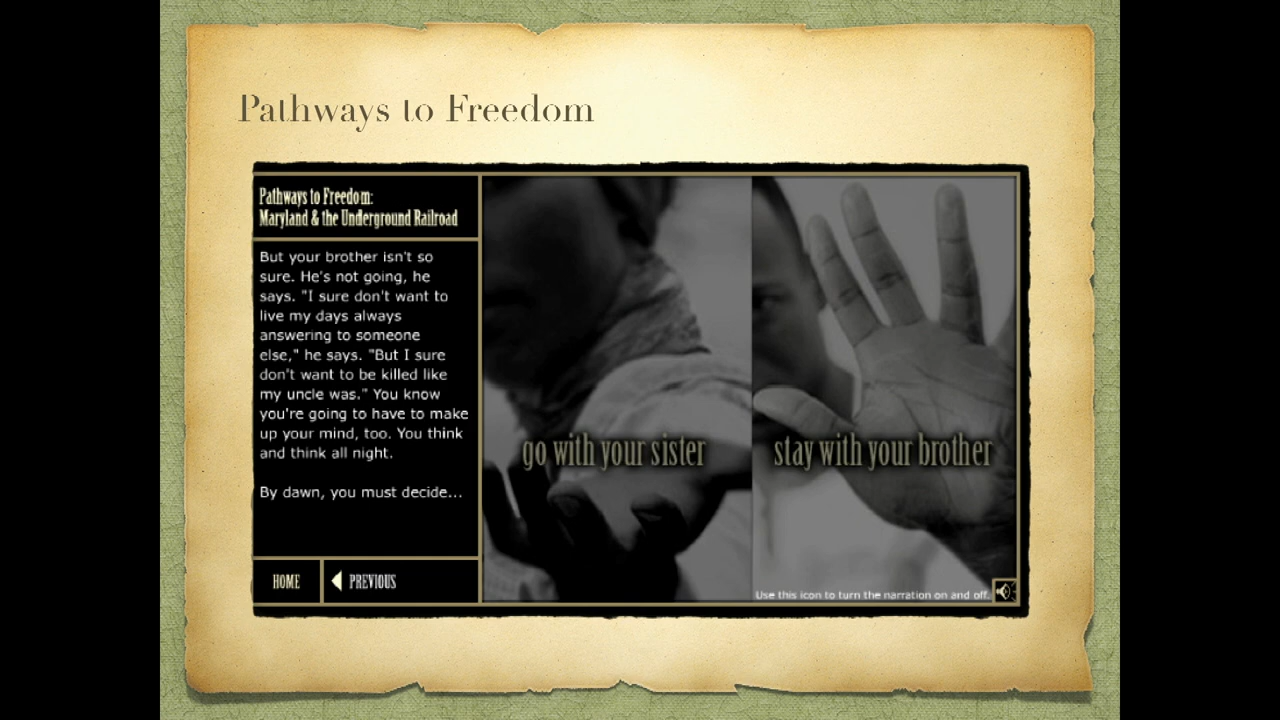 Pathways to Freedom
Pathways to Freedom:
Maryland & the Underground Railroad
But your brother isn't so
sure. He's not going, he
says. "I sure don't want to
live my days always
answering to someone
else," he says. "But I sure
don't want to be killed like
my uncle was." You know
you're going to have to make
up your mind, too. You think
and think all night.
By dawn, you must decide...
go with your sister
stay with your brother
HOME
PREVIOUS
Use this icon to turn the narration on and off.